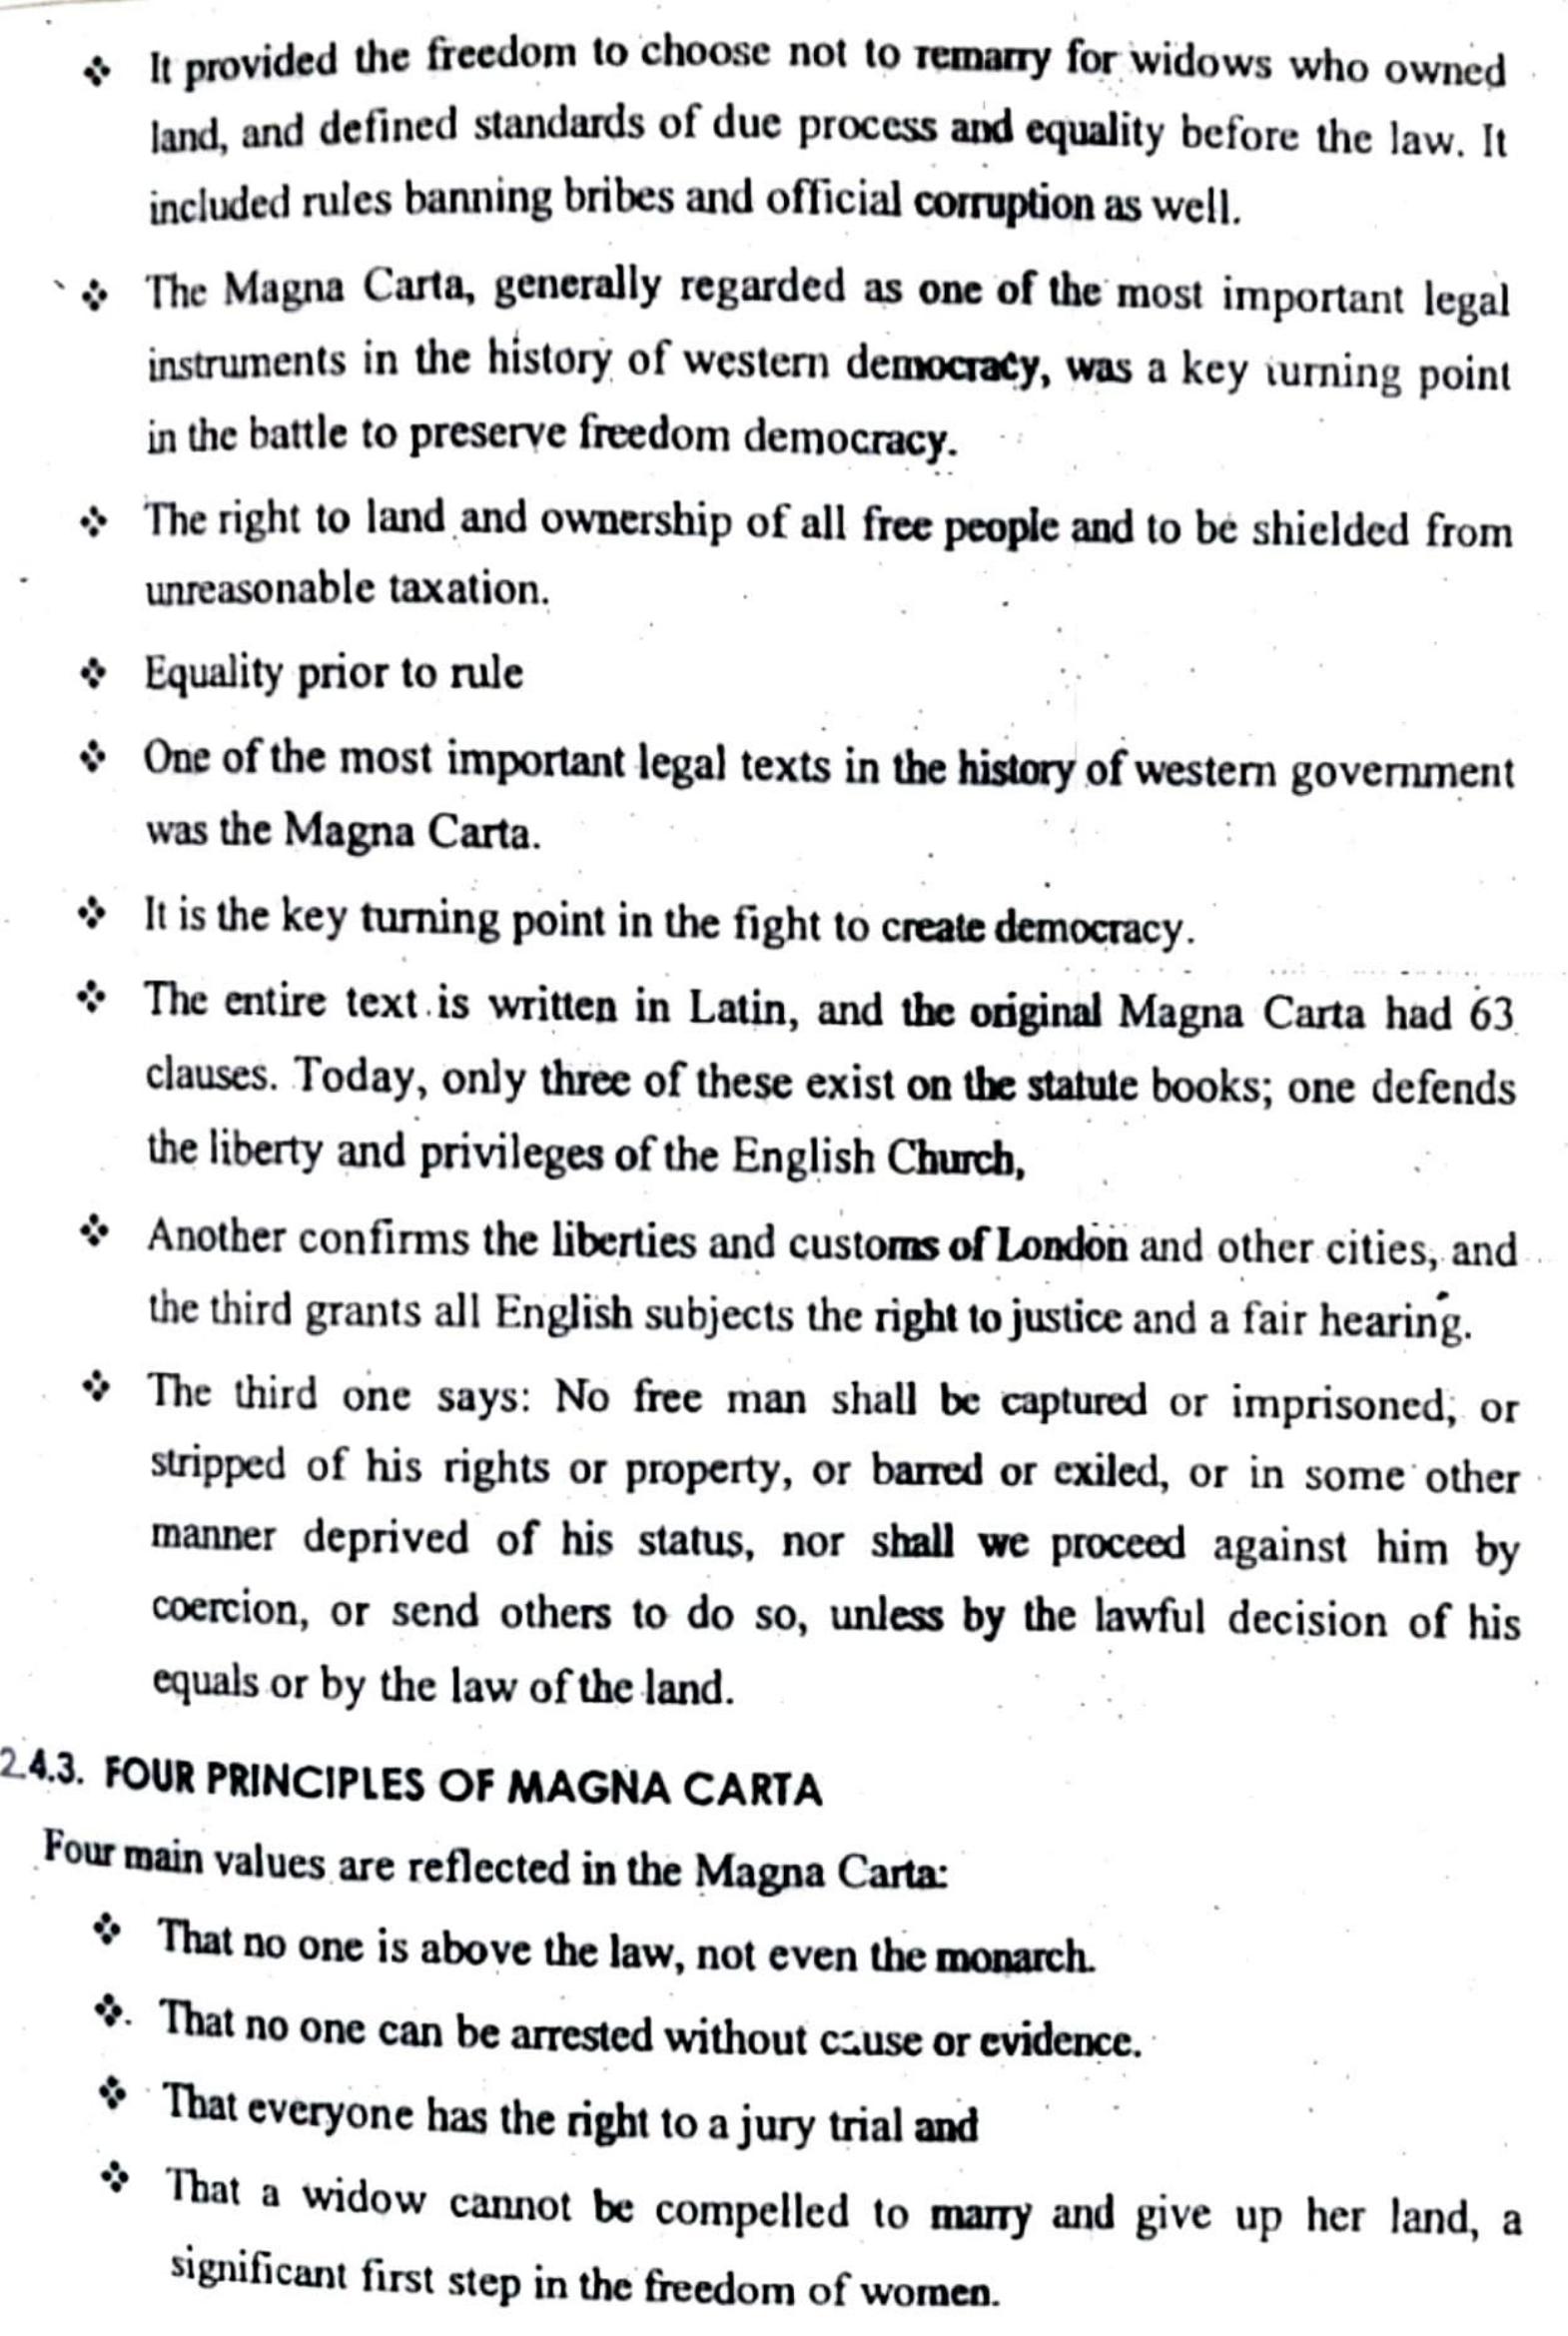 ❖ It provided the freedom to choose not to remarry for widows who owned
land, and defined standards of due process and equality before the law. It
included rules banning bribes and official corruption as well.
❖ The Magna Carta, generally regarded as one of the most important legal
instruments in the history of western democracy, was a key turning point
in the battle to preserve freedom democracy.
❖ The right to land and ownership of all free people and to be shielded from
unreasonable taxation.
❖ Equality prior to rule
❖ One of the most important legal texts in the history of western government
was the Magna Carta.
❖ It is the key turning point in the fight to create democracy.
❖ The entire text is written in Latin, and the original Magna Carta had 63
clauses. Today, only three of these exist on the statute books; one defends
the liberty and privileges of the English Church,
❖ Another confirms the liberties and customs of London and other cities, and
the third grants all English subjects the right to justice and a fair hearing.
❖ The third one says: No free man shall be captured or imprisoned, or
stripped of his rights or property, or barred or exiled, or in some other
manner deprived of his status, nor shall we proceed against him by
coercion, or send others to do so, unless by the lawful decision of his
equals or by the law of the land.
2.4.3. FOUR PRINCIPLES OF MAGNA CARTA
Four main values are reflected in the Magna Carta:
❖ That no one is above the law, not even the monarch.
❖ That no one can be arrested without cause or evidence.
❖ That everyone has the right to a jury trial and
❖ That a widow cannot be compelled to marry and give up her land, a
significant first step in the freedom of women.